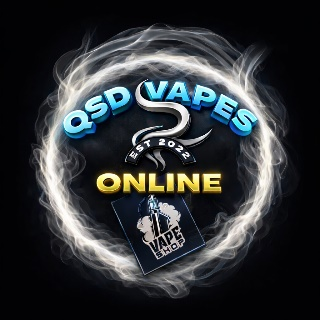 QSD VAPES
EST 2022
ONLINE
VAPE
SHOP